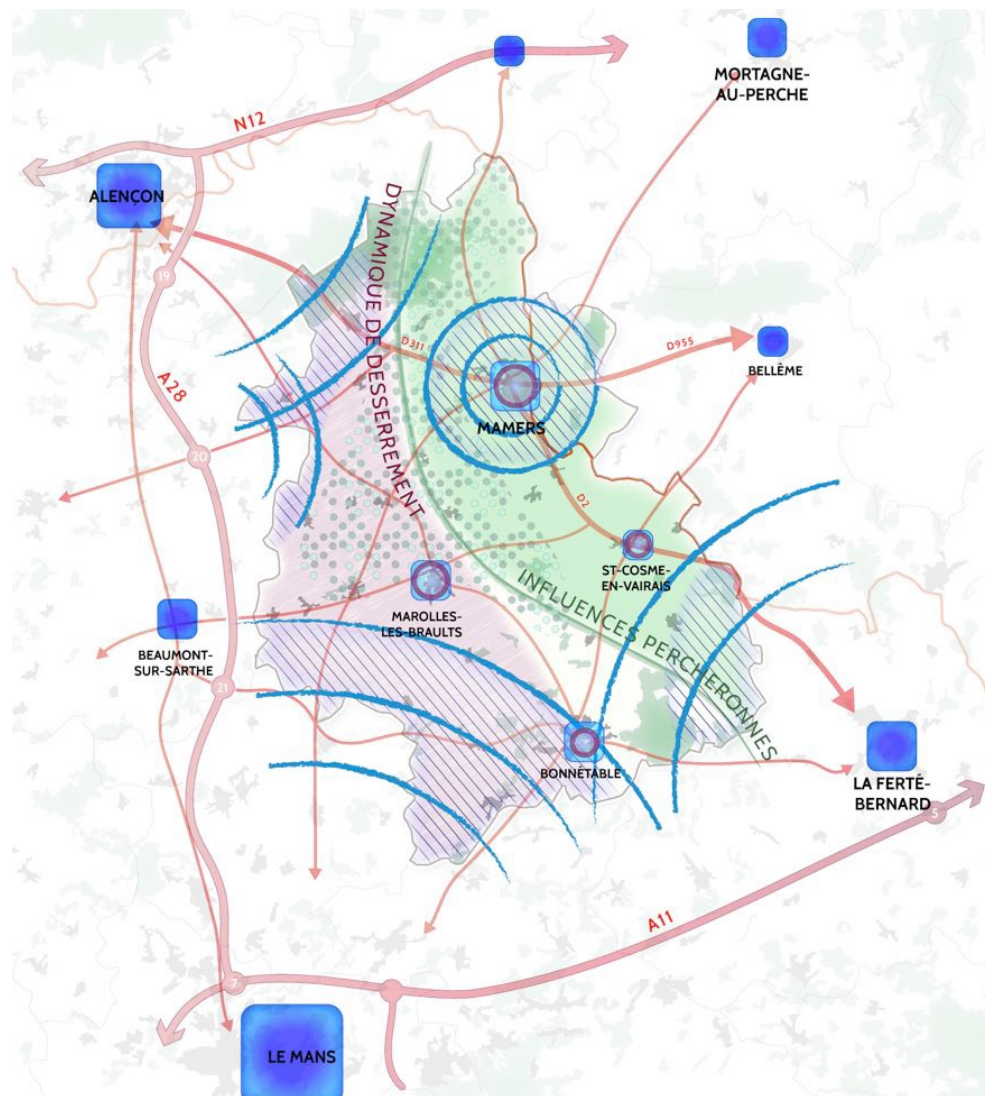 MORTAGNE-
AU-PERCHE
N12
ALENÇON
DYNAMIQUE DE DESSERREMENT
19
D311
D955
BELLÊME
A28
MAMERS
20
D2
ST-COSME-
EN-VAIRAIS
INFLUENCES PERCHERONNES
MAROLLES-
LES-BRAULTS
BEAUMONT-
SUR-SARTHE
21
BONNÉTABLE
LA FERTÉ-
BERNARD
5
A11
7
LE MANS